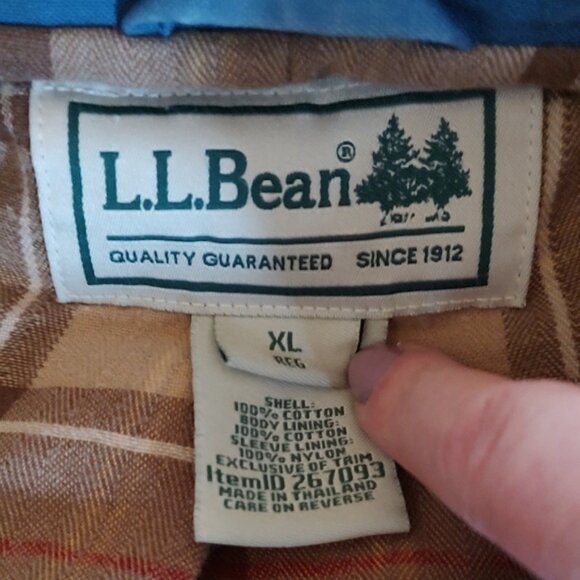 L.L.Bean®
QUALITY GUARANTEED SINCE 1912
XL
REG
SHELL:
100% COTTON
BODY LINING:
100% COTTON
SLEEVE LINING:
100% NYLON
EXCLUSIVE OF TRIM
ItemID 267093
MADE IN THAILAND
CARE ON REVERSE